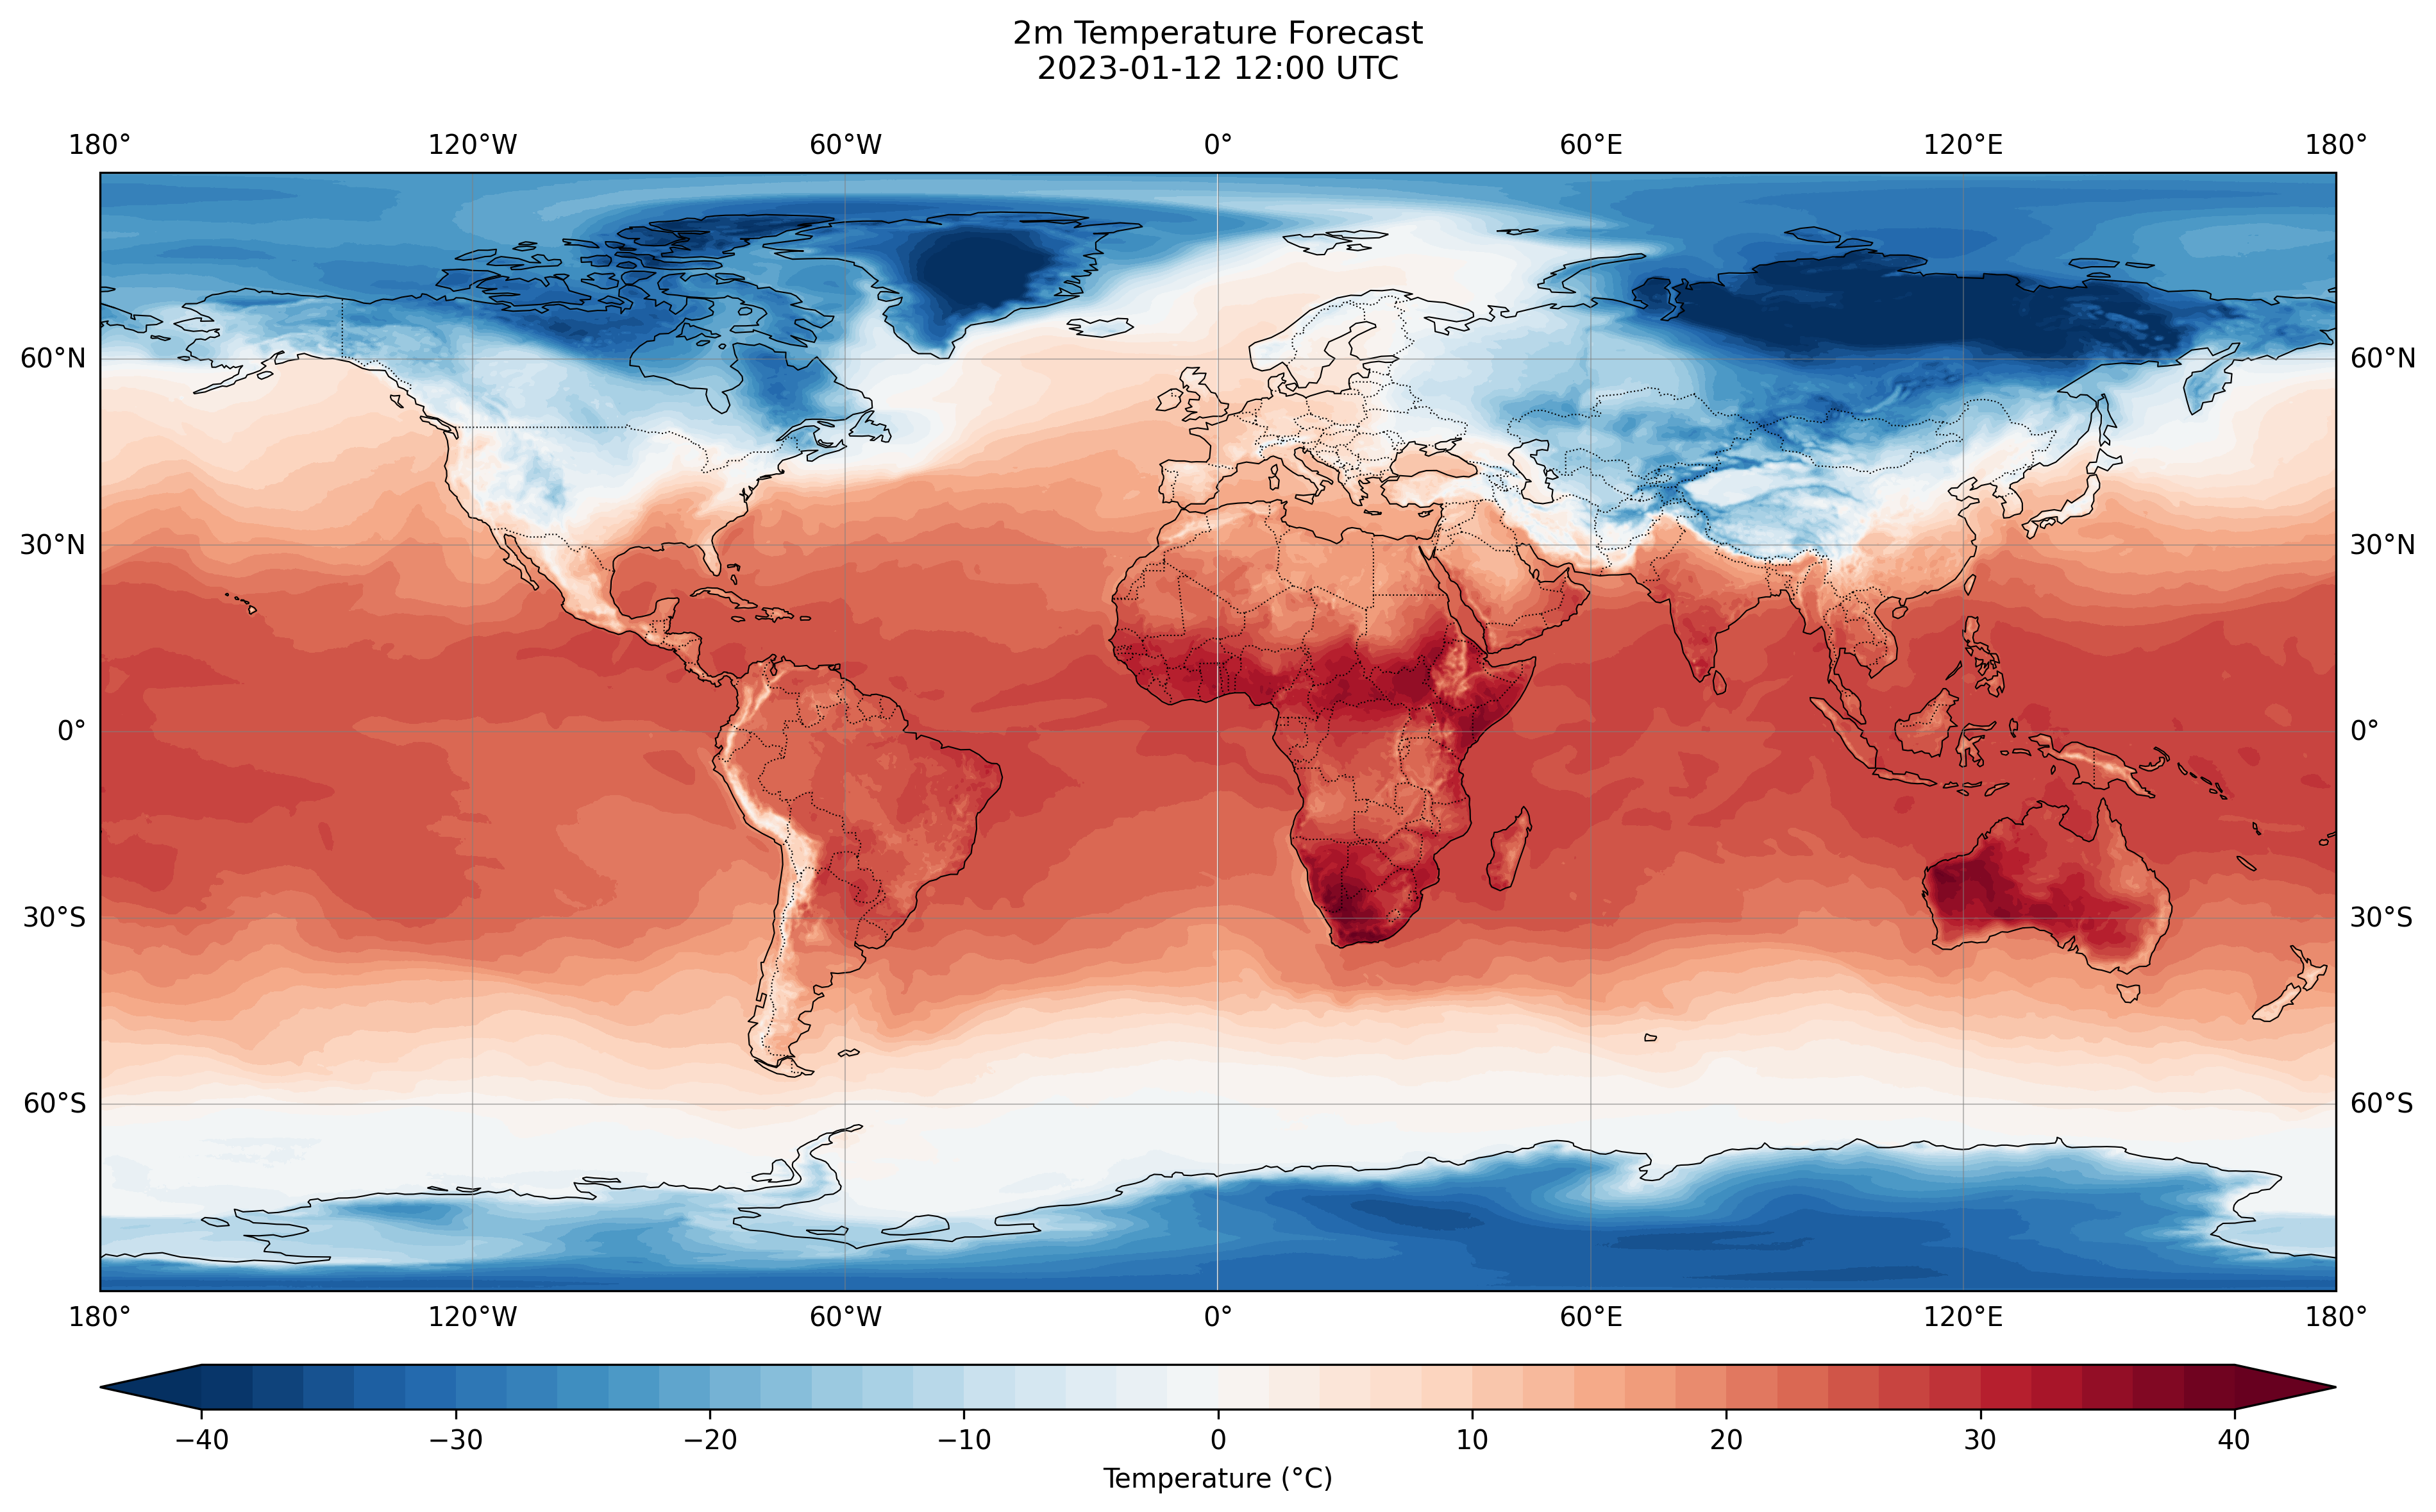 2m Temperature Forecast
2023-01-12 12:00 UTC
180° 120°W 60°W 0° 60°E 120°E 180°
60°N 60°N
30°N 30°N
0° 0°
30°S 30°S
60°S 60°S
180° 120°W 60°W 0° 60°E 120°E 180°
−40 −30 −20 −10 0 10 20 30 40
Temperature (°C)